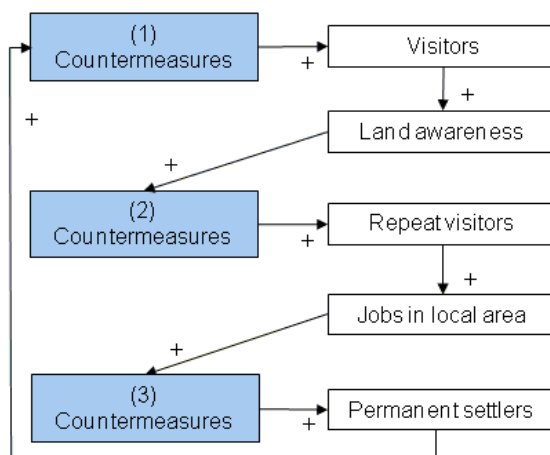 (1)
Countermeasures
+
Visitors
+
+
Land awareness
+
(2)
Countermeasures
+
Repeat visitors
+
Jobs in local area
+
(3)
Countermeasures
+
Permanent settlers